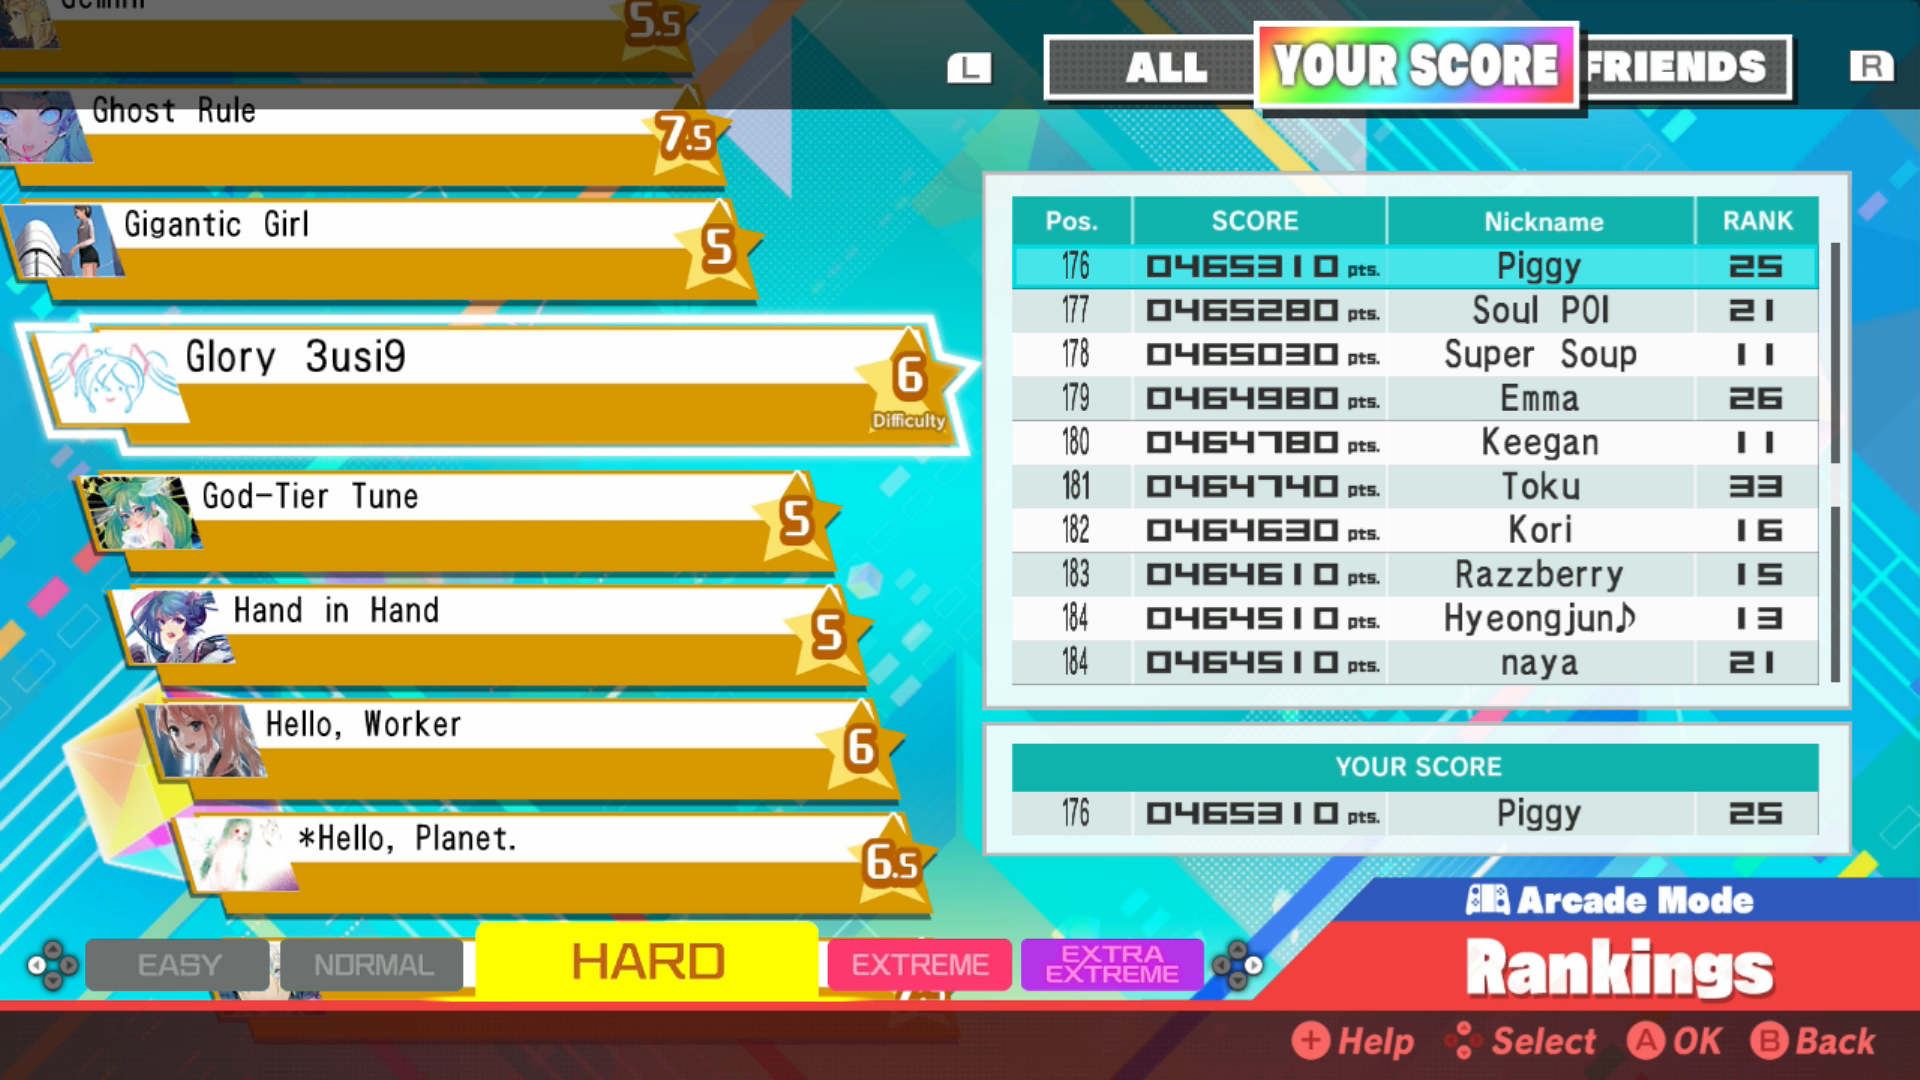 Gemini
5.5
L
ALL
YOUR SCORE
FRIENDS
R
Ghost Rule
7.5
Gigantic Girl
5
Glory 3usi9
6
Difficulty
God-Tier Tune
5
Hand in Hand
5
Hello, Worker
6
*Hello, Planet.
6.5
Pos. SCORE Nickname RANK
176 0465310 pts. Piggy 25
177 0465280 pts. Soul POI 21
178 0465030 pts. Super Soup 11
179 0464980 pts. Emma 26
180 0464780 pts. Keegan 11
181 0464740 pts. Toku 33
182 0464630 pts. Kori 16
183 0464610 pts. Razzberry 15
184 0464510 pts. Hyeongjun♪ 13
184 0464510 pts. naya 21
YOUR SCORE
176 0465310 pts. Piggy 25
Arcade Mode
Rankings
EASY
NORMAL
HARD
EXTREME
EXTRA
EXTREME
+ Help
Select
A OK
B Back